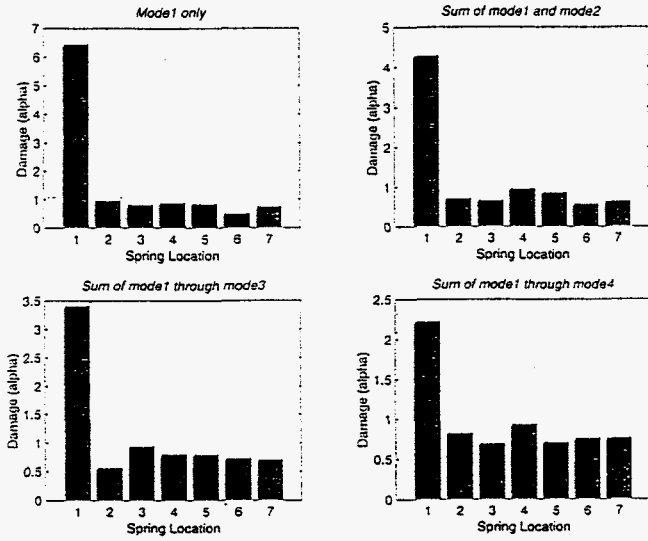 Mode1 only
Damage (alpha)
7
6
5
4
3
2
1
0
1 2 3 4 5 6 7
Spring Location
Sum of mode1 and mode2
Damage (alpha)
5
4
3
2
1
0
1 2 3 4 5 6 7
Spring Location
Sum of mode1 through mode3
Damage (alpha)
3.5
3
2.5
2
1.5
1
0.5
0
1 2 3 4 5 6 7
Spring Location
Sum of mode1 through mode4
Damage (alpha)
2.5
2
1.5
1
0.5
0
1 2 3 4 5 6 7
Spring Location